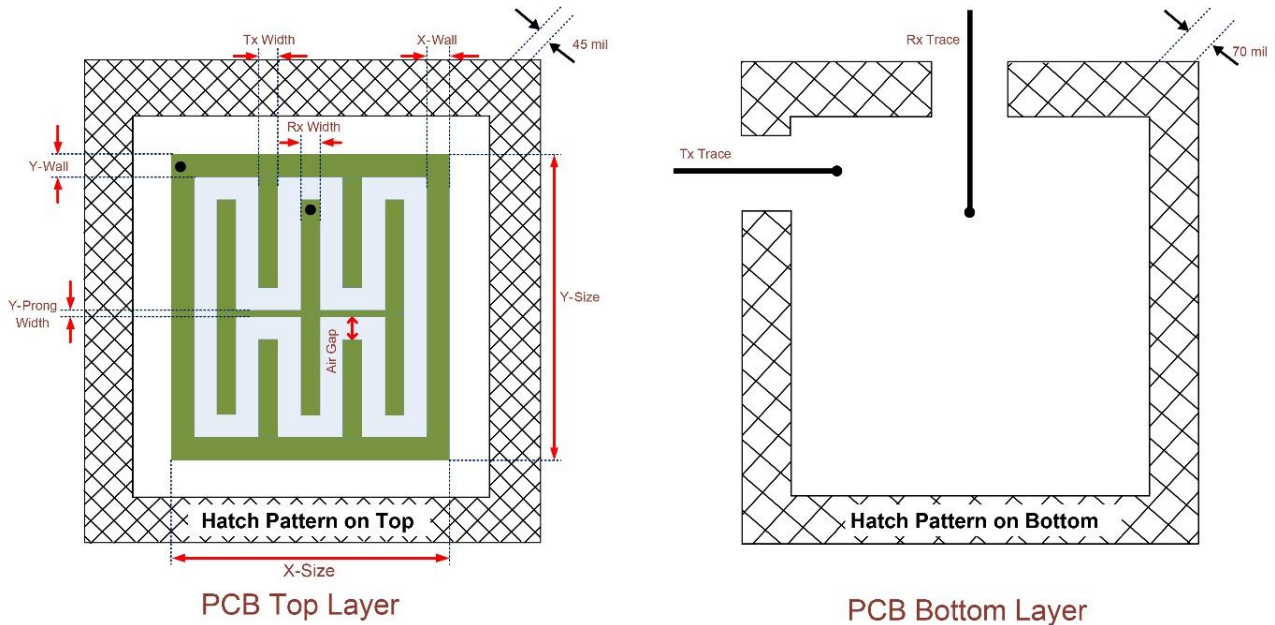 Tx Width
X-Wall
45 mil
Rx Width
Y-Wall
Y-Prong
Width
Air Gap
Y-Size
Hatch Pattern on Top
X-Size
PCB Top Layer
Rx Trace
70 mil
Tx Trace
Hatch Pattern on Bottom
PCB Bottom Layer